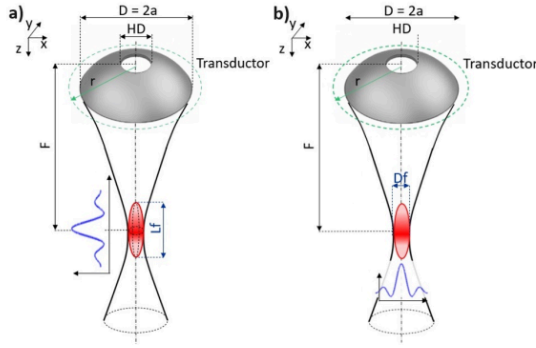 a)
D = 2a
HD
y
x
z
r
Transductor
F
Lf
b)
D = 2a
HD
y
x
z
r
Transductor
F
Df